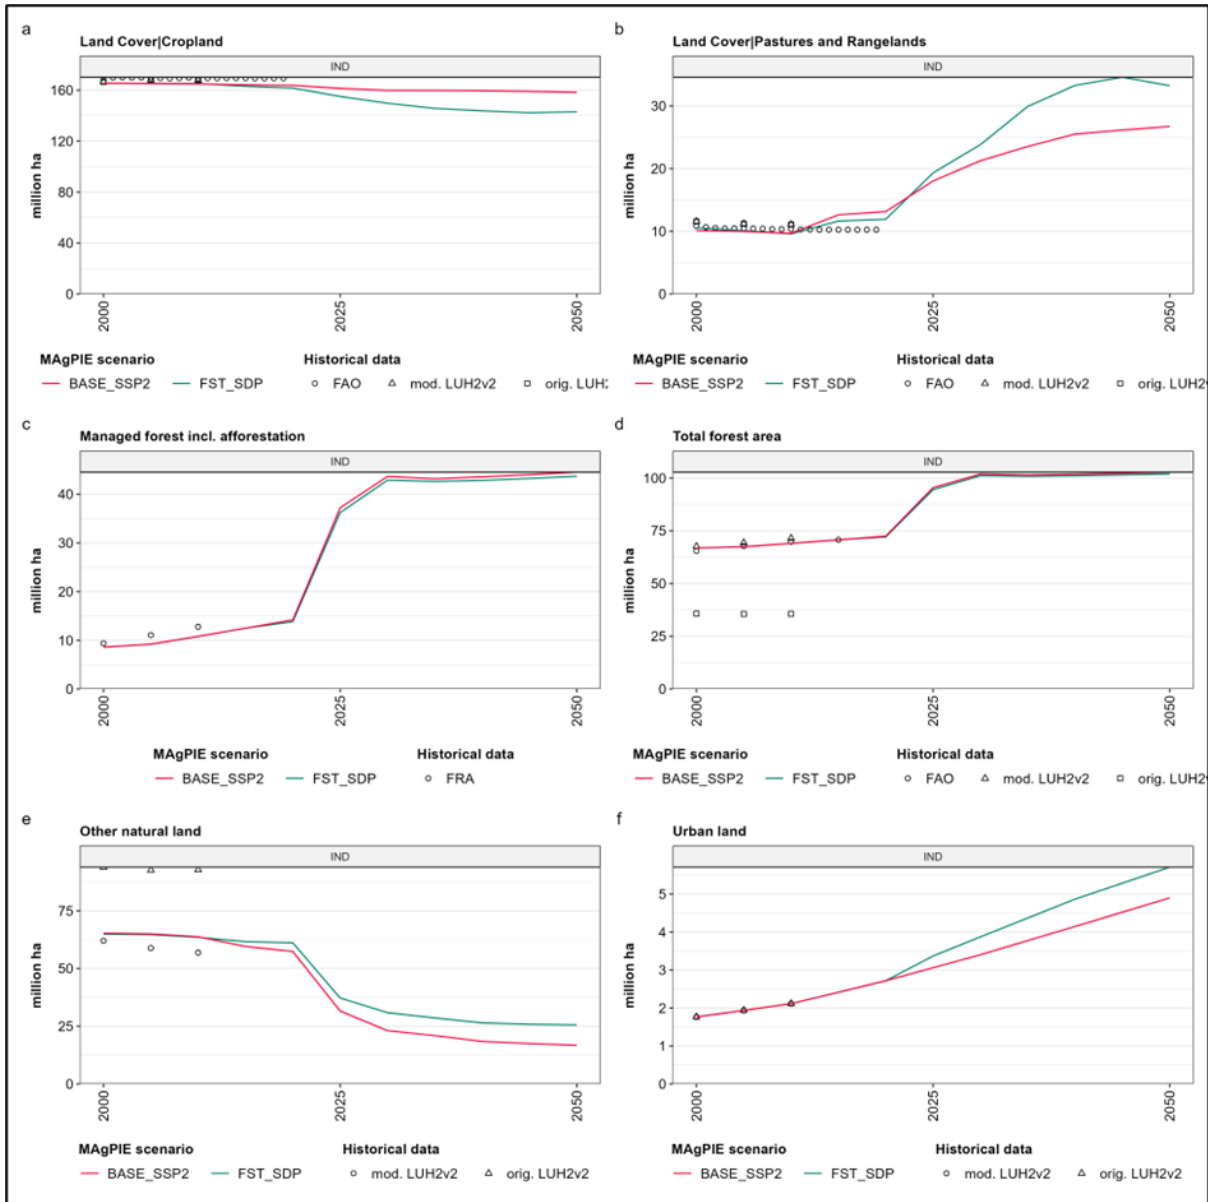 a
Land Cover|Cropland
IND
160
120
80
40
0
million ha
2000
2025
2050
MAgPIE scenario
Historical data
BASE_SSP2
FST_SDP
FAO
mod. LUH2v2
orig. LUH2
b
Land Cover|Pastures and Rangelands
IND
30
20
10
0
million ha
2000
2025
2050
MAgPIE scenario
Historical data
BASE_SSP2
FST_SDP
FAO
mod. LUH2v2
orig. LUH2v
c
Managed forest incl. afforestation
IND
40
30
20
10
0
million ha
2000
2025
2050
MAgPIE scenario
Historical data
BASE_SSP2
FST_SDP
FRA
d
Total forest area
IND
100
75
50
25
0
million ha
2000
2025
2050
MAgPIE scenario
Historical data
BASE_SSP2
FST_SDP
FAO
mod. LUH2v2
orig. LUH2v
e
Other natural land
IND
75
50
25
0
million ha
2000
2025
2050
MAgPIE scenario
Historical data
BASE_SSP2
FST_SDP
mod. LUH2v2
orig. LUH2v2
f
Urban land
IND
5
4
3
2
1
0
million ha
2000
2025
2050
MAgPIE scenario
Historical data
BASE_SSP2
FST_SDP
mod. LUH2v2
orig. LUH2v2